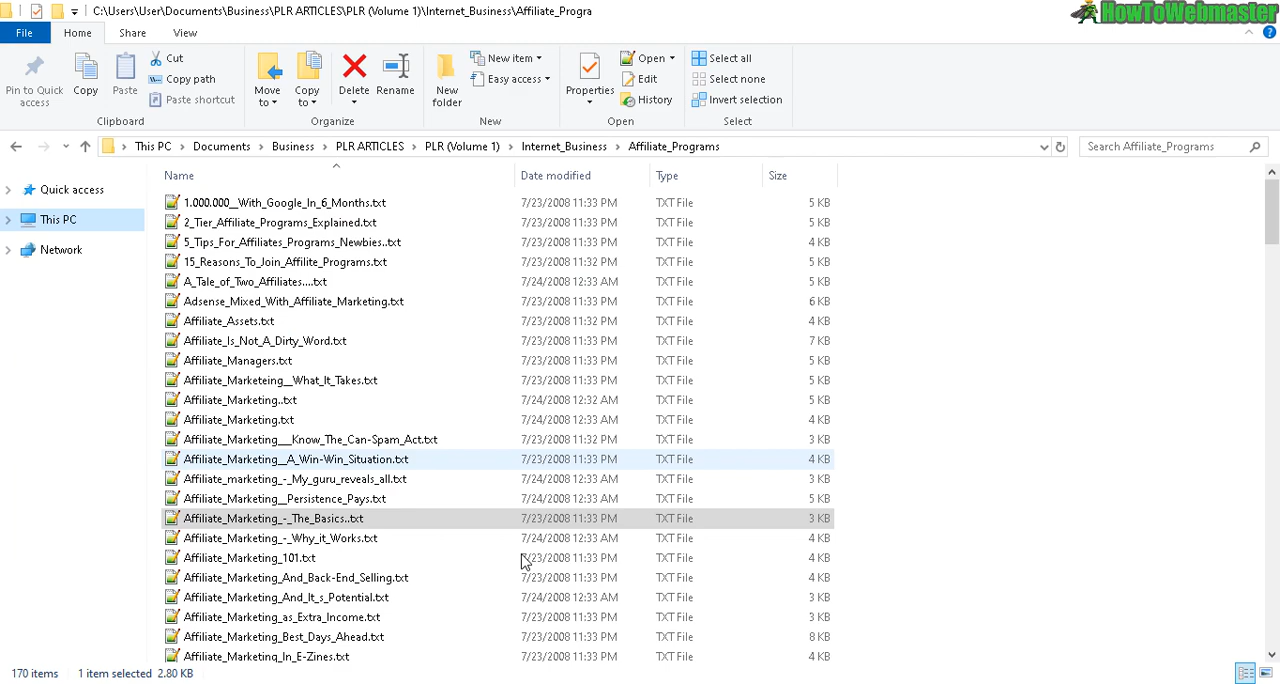 C:\Users\User\Documents\Business\PLR ARTICLES\PLR (Volume 1)\Internet_Business\Affiliate_Progra
HowToWebmaster
File Home Share View
Pin to Quick access
Copy
Paste
Cut
Copy path
Paste shortcut
Clipboard
Move to
Copy to
Delete
Rename
Organize
New folder
New item
Easy access
New
Properties
Open
Edit
History
Open
Select all
Select none
Invert selection
Select
This PC > Documents > Business > PLR ARTICLES > PLR (Volume 1) > Internet_Business > Affiliate_Programs
Search Affiliate_Programs
Quick access
This PC
Network
Name Date modified Type Size
1.000.000__With_Google_In_6_Months.txt 7/23/2008 11:33 PM TXT File 5 KB
2_Tier_Affiliate_Programs_Explained.txt 7/23/2008 11:33 PM TXT File 5 KB
5_Tips_For_Affiliates_Programs_Newbies..txt 7/23/2008 11:33 PM TXT File 4 KB
15_Reasons_To_Join_Affilite_Programs.txt 7/23/2008 11:32 PM TXT File 5 KB
A_Tale_of_Two_Affiliates....txt 7/24/2008 12:33 AM TXT File 5 KB
Adsense_Mixed_With_Affiliate_Marketing.txt 7/23/2008 11:33 PM TXT File 6 KB
Affiliate_Assets.txt 7/23/2008 11:32 PM TXT File 4 KB
Affiliate_Is_Not_A_Dirty_Word.txt 7/23/2008 11:33 PM TXT File 7 KB
Affiliate_Managers.txt 7/23/2008 11:33 PM TXT File 5 KB
Affiliate_Marketeing__What_It_Takes.txt 7/23/2008 11:33 PM TXT File 5 KB
Affiliate_Marketing..txt 7/24/2008 12:32 AM TXT File 5 KB
Affiliate_Marketing.txt 7/24/2008 12:33 AM TXT File 4 KB
Affiliate_Marketing___Know_The_Can-Spam_Act.txt 7/23/2008 11:32 PM TXT File 3 KB
Affiliate_Marketing__A_Win-Win_Situation.txt 7/23/2008 11:33 PM TXT File 4 KB
Affiliate_marketing_-_My_guru_reveals_all.txt 7/24/2008 12:33 AM TXT File 3 KB
Affiliate_Marketing__Persistence_Pays.txt 7/24/2008 12:33 AM TXT File 5 KB
Affiliate_Marketing_-_The_Basics..txt 7/23/2008 11:33 PM TXT File 3 KB
Affiliate_Marketing_-_Why_it_Works.txt 7/24/2008 12:33 AM TXT File 4 KB
Affiliate_Marketing_101.txt 7/23/2008 11:33 PM TXT File 4 KB
Affiliate_Marketing_And_Back-End_Selling.txt 7/23/2008 11:33 PM TXT File 4 KB
Affiliate_Marketing_And_It_s_Potential.txt 7/24/2008 12:33 AM TXT File 3 KB
Affiliate_Marketing_as_Extra_Income.txt 7/23/2008 11:33 PM TXT File 4 KB
Affiliate_Marketing_Best_Days_Ahead.txt 7/23/2008 11:33 PM TXT File 8 KB
Affiliate_Marketing_In_E-Zines.txt 7/23/2008 11:33 PM TXT File 4 KB
170 items 1 item selected 2.80 KB